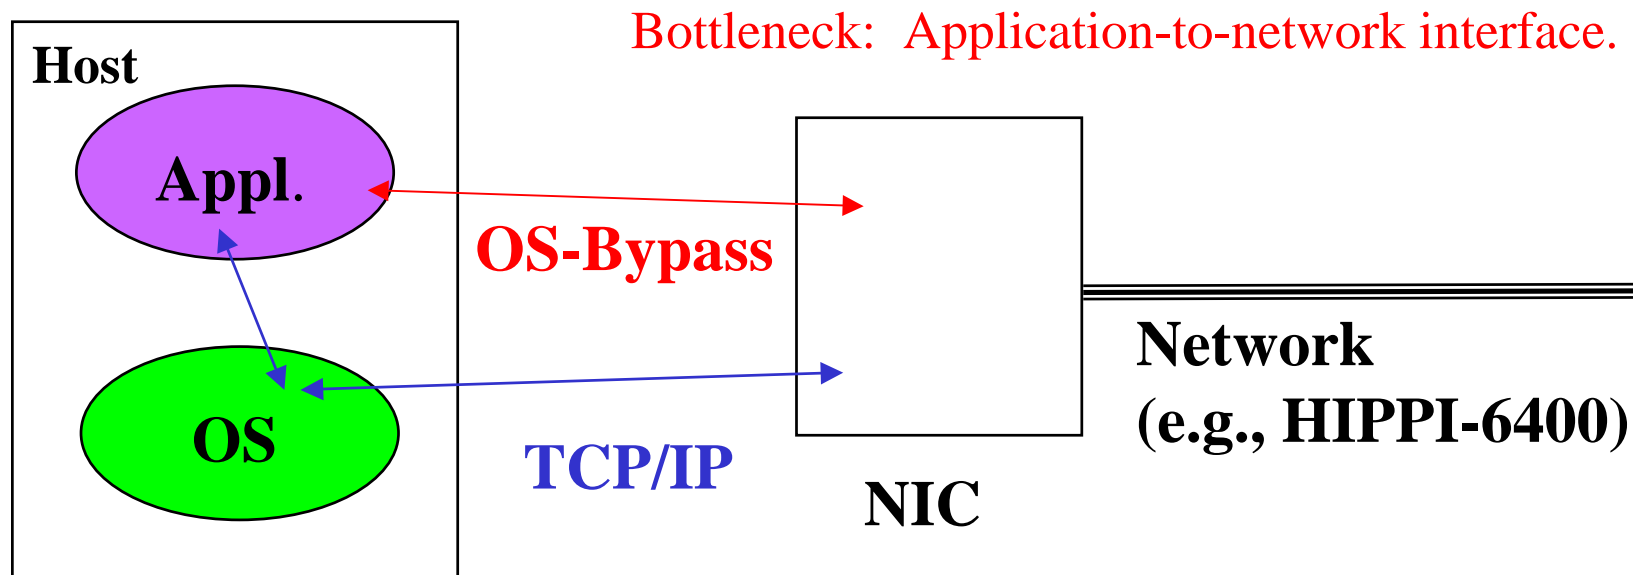 Bottleneck: Application-to-network interface.
Host
Appl.
OS-Bypass
Network
(e.g., HIPPI-6400)
OS
TCP/IP
NIC